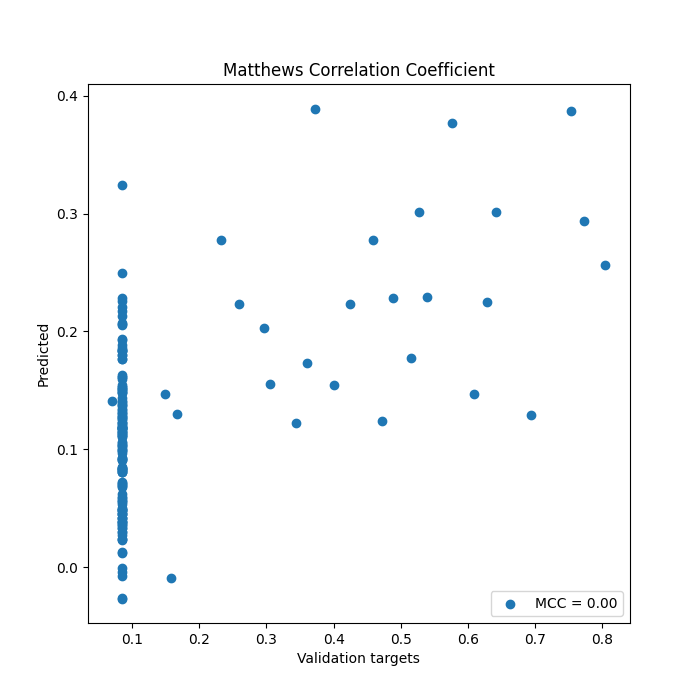 Matthews Correlation Coefficient
0.4
0.3
0.2
0.1
0.0
Predicted
MCC = 0.00
0.1 0.2 0.3 0.4 0.5 0.6 0.7 0.8
Validation targets